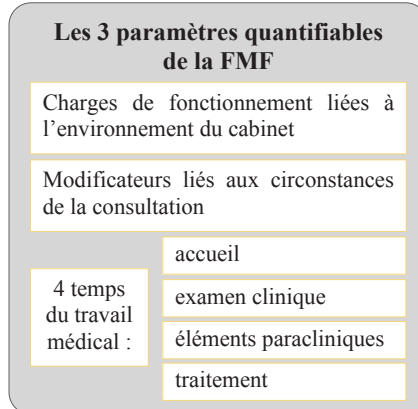 Les 3 paramètres quantifiables
de la FMF
Charges de fonctionnement liées à
l'environnement du cabinet
Modificateurs liés aux circonstances
de la consultation
4 temps
du travail
médical :
accueil
examen clinique
éléments paracliniques
traitement